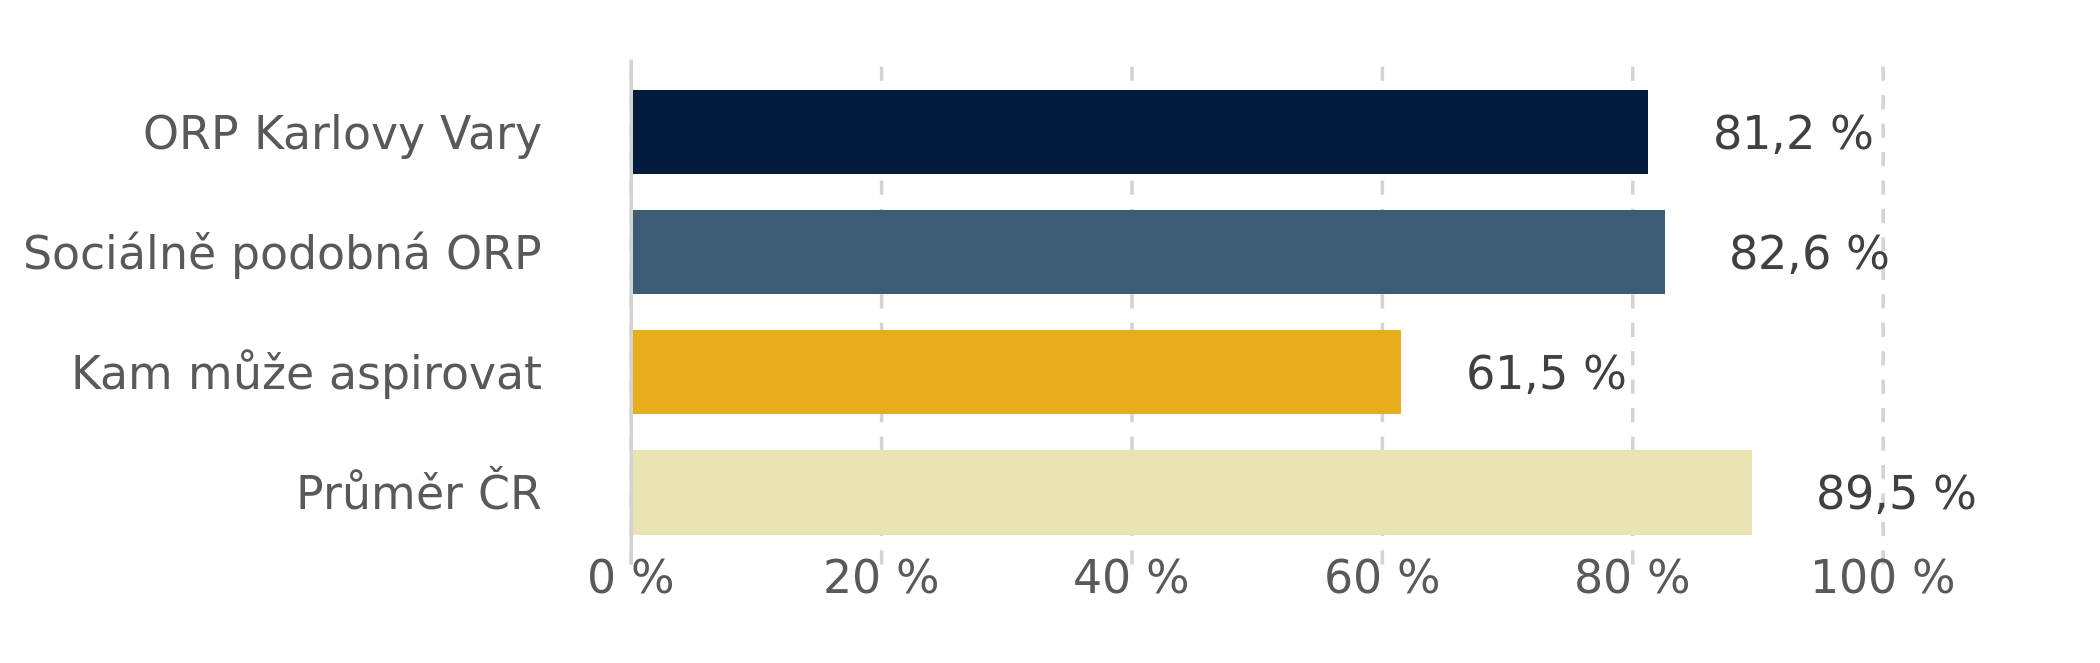 ORP Karlovy Vary 81,2 %
Sociálně podobná ORP 82,6 %
Kam může aspirovat 61,5 %
Průměr ČR 89,5 %
0 % 20 % 40 % 60 % 80 % 100 %